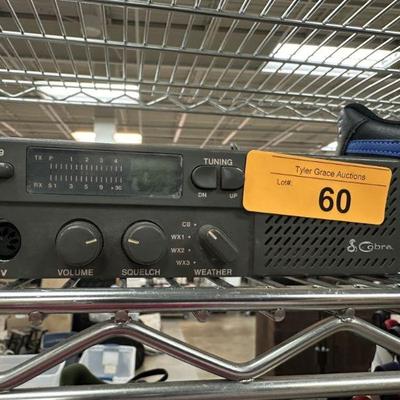 9
TX P 1 2 3 4
RX S1 3 5 9 +30
TUNING
DN UP
Tyler Grace Auctions
Lot#:
60
CB
WX1
WX2
WX3
V
VOLUME
SQUELCH
WEATHER
Cobra